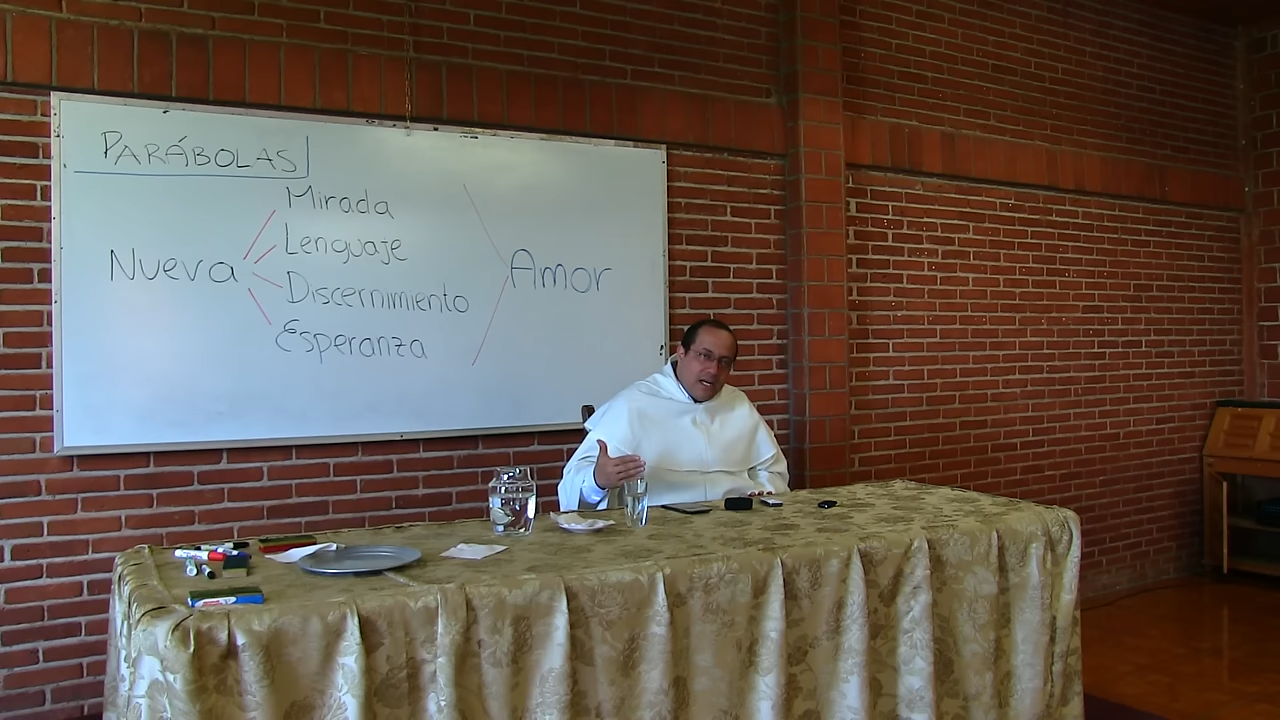 PARÁBOLAS
Mirada
Lenguaje
Nueva
Amor
Discernimiento
Esperanza